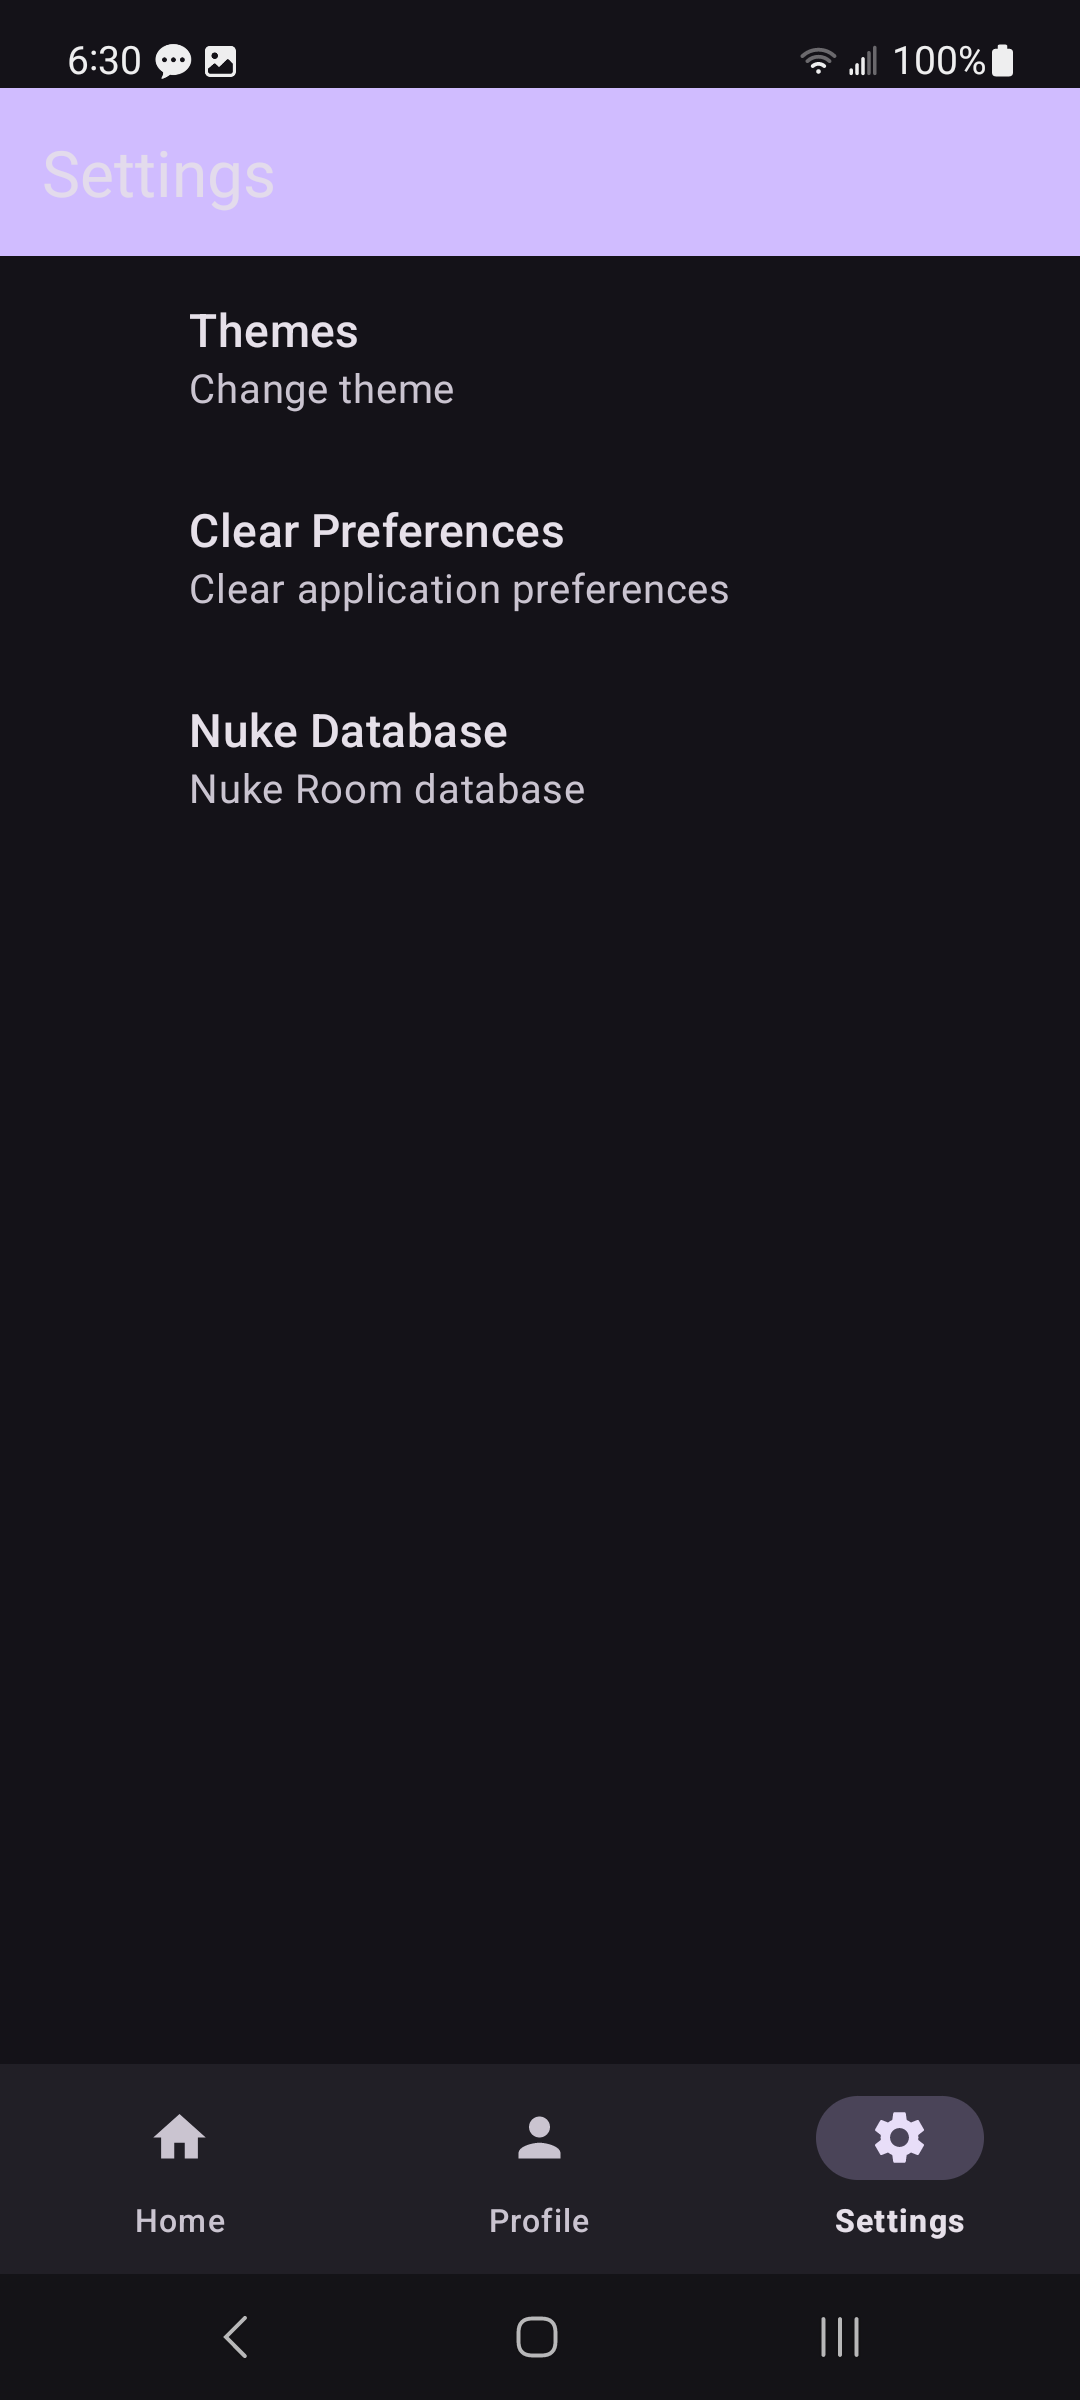 6:30 100%
Settings
Themes
Change theme
Clear Preferences
Clear application preferences
Nuke Database
Nuke Room database
Home Profile Settings